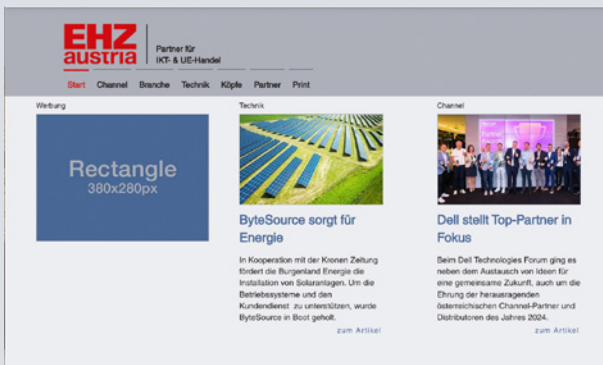 EHZ
austria
Partner für
IKT- & UE-Handel
Start Channel Branche Technik Köpfe Partner Print
Werbung
Rectangle
380x280px
Technik
ByteSource sorgt für
Energie
In Kooperation mit der Kronen Zeitung
fördert die Burgenland Energie die
Installation von Solaranlagen. Um die
Betriebssysteme und den
Kundendienst zu unterstützen, wurde
ByteSource in Boot geholt.
zum Artikel
Channel
Partner
Dell stellt Top-Partner in
Fokus
Beim Dell Technologies Forum ging es
neben dem Austausch von Ideen für
eine gemeinsame Zukunft, auch um die
Ehrung der herausragenden
österreichischen Channel-Partner und
Distributoren des Jahres 2024.
zum Artikel